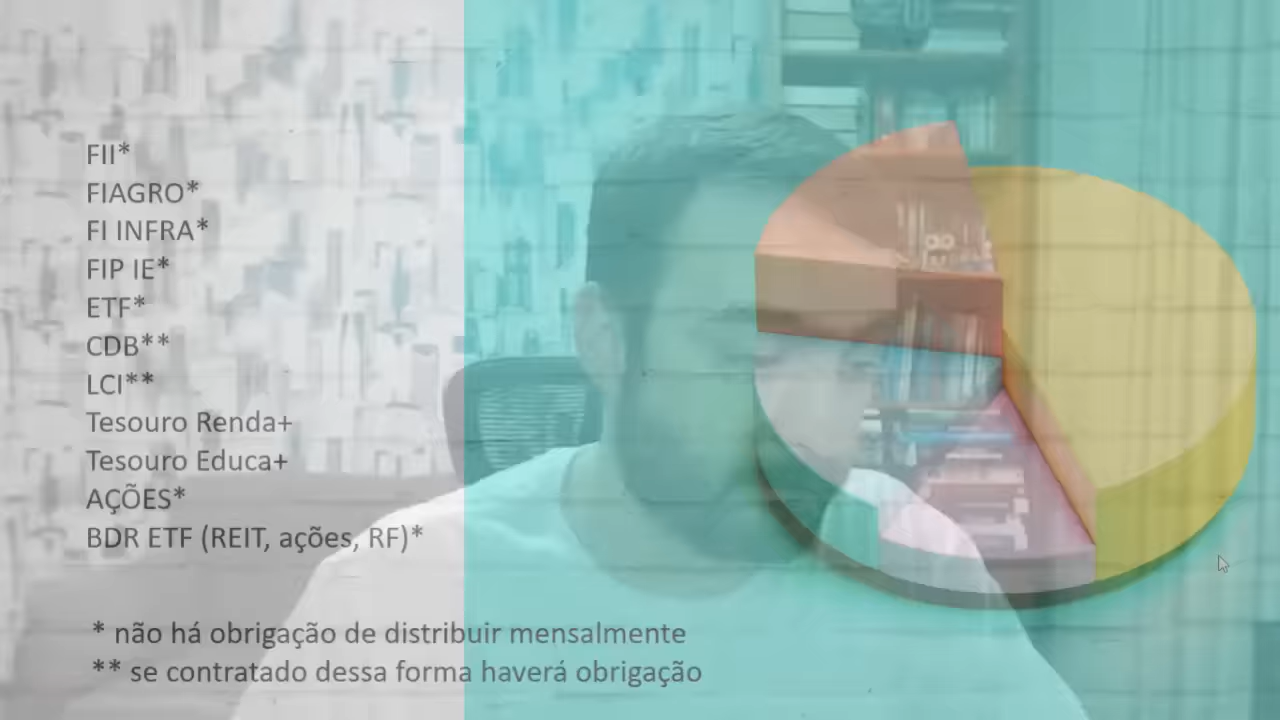 FII*
FIAGRO*
FI INFRA*
FIP IE*
ETF*
CDB**
LCI**
Tesouro Renda+
Tesouro Educa+
AÇÕES*
BDR ETF (REIT, ações, RF)*
* não há obrigação de distribuir mensalmente
** se contratado dessa forma haverá obrigação